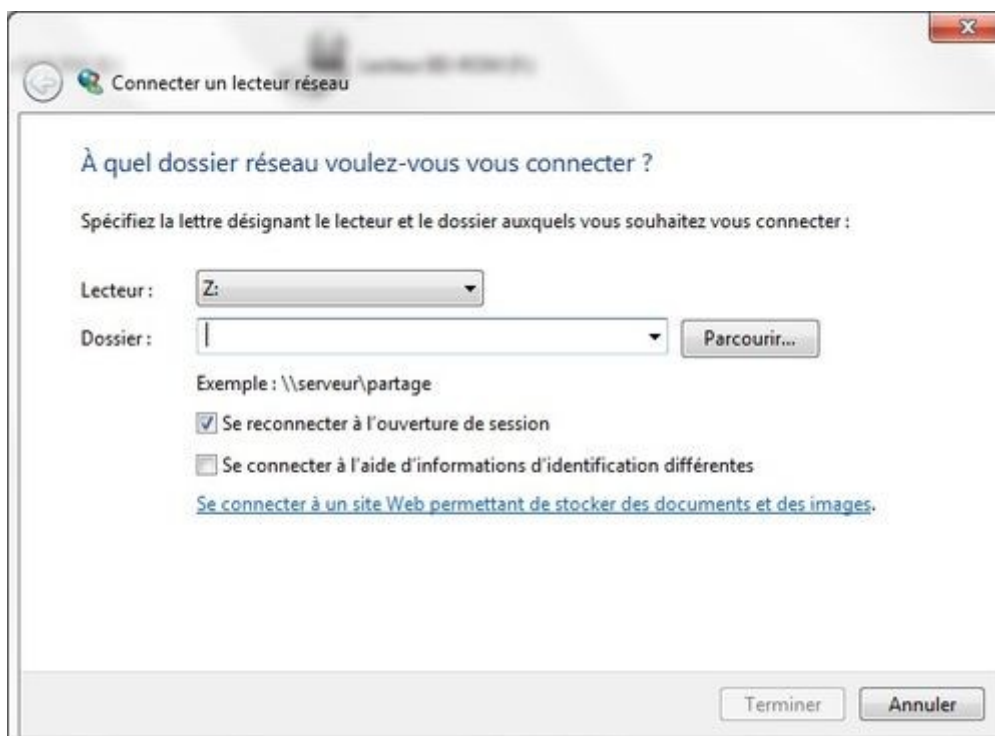 Connecter un lecteur réseau
À quel dossier réseau voulez-vous vous connecter ?
Spécifiez la lettre désignant le lecteur et le dossier auxquels vous souhaitez vous connecter :
Lecteur : Z:
Dossier : Parcourir...
Exemple : \\serveur\partage
Se reconnecter à l'ouverture de session
Se connecter à l'aide d'informations d'identification différentes
Se connecter à un site Web permettant de stocker des documents et des images.
Terminer Annuler